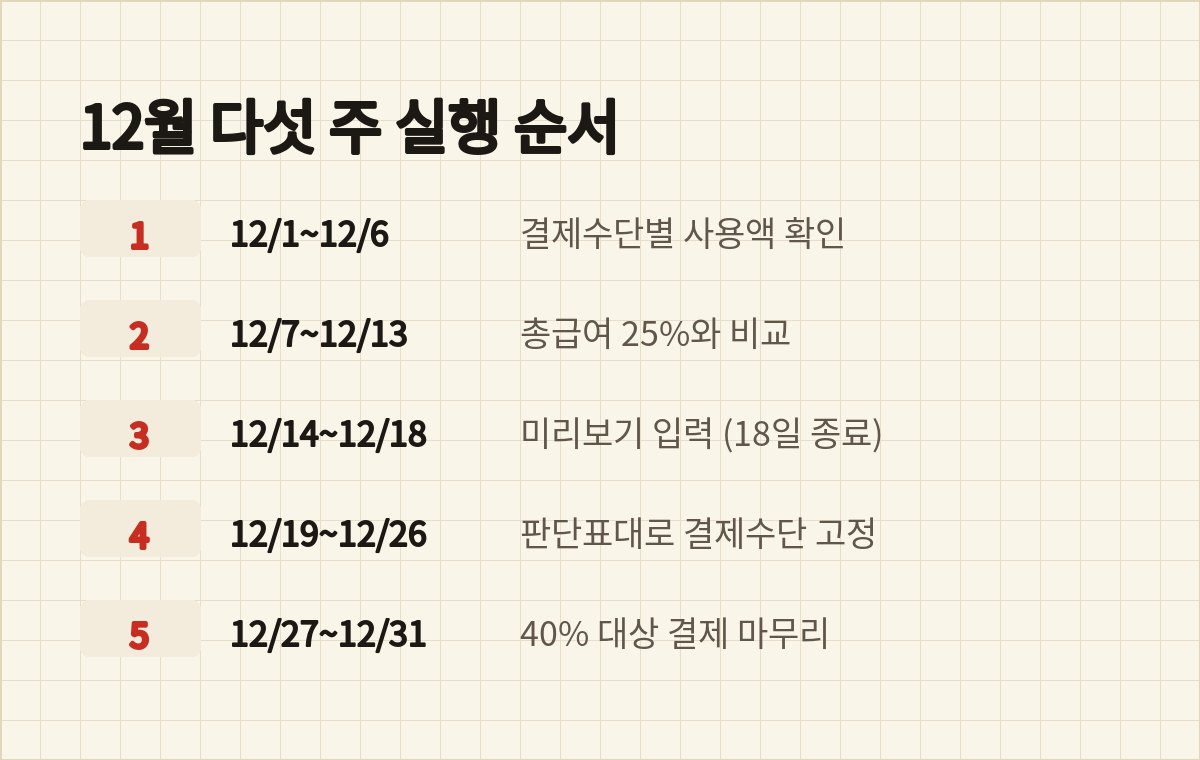 12월 다섯 주 실행 순서
1 12/1~12/6 결제수단별 사용액 확인
2 12/7~12/13 총급여 25%와 비교
3 12/14~12/18 미리보기 입력 (18일 종료)
4 12/19~12/26 판단표대로 결제수단 고정
5 12/27~12/31 40% 대상 결제 마무리